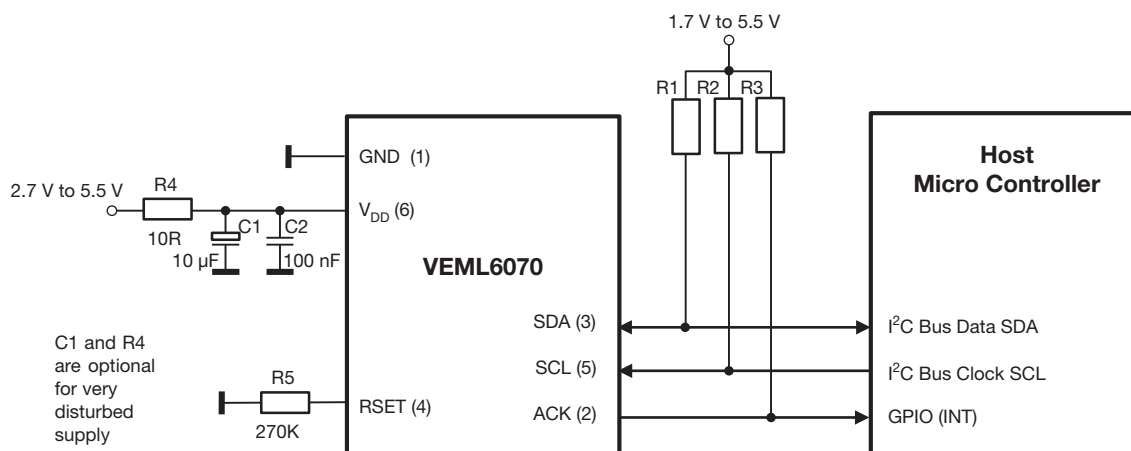 1.7 V to 5.5 V
R1 R2 R3
GND (1)
Host
Micro Controller
2.7 V to 5.5 V
R4
V_DD (6)
C1
C2
10R
10 µF
100 nF
VEML6070
SDA (3)
I²C Bus Data SDA
C1 and R4
are optional
for very
disturbed
supply
SCL (5)
I²C Bus Clock SCL
R5
RSET (4)
270K
ACK (2)
GPIO (INT)